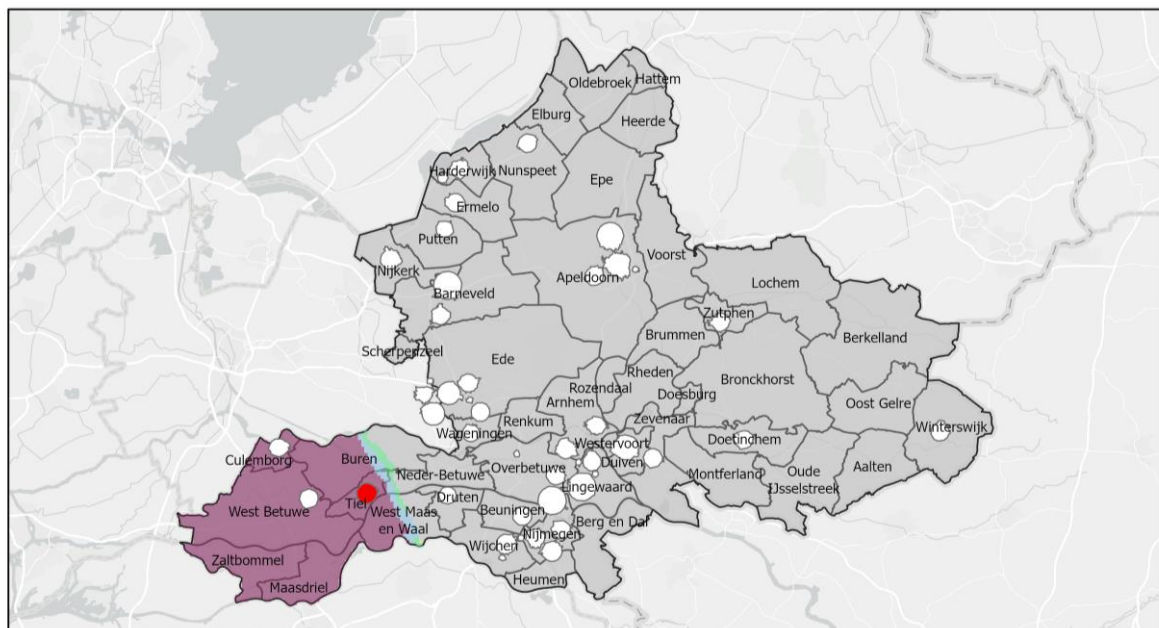 Oldebroek
Hattem
Elburg
Heerde
Harderwijk
Nunspeet
Epe
Ermelo
Putten
Nijkerk
Apeldoorn
Voorst
Barneveld
Lochem
Zutphen
Brummen
Berkelland
Scherpenzeel
Ede
Rheden
Rozendaal
Bronckhorst
Doesburg
Arnhem
Oost Gelre
Renkum
Zevenaar
Wageningen
Winterswijk
Westervoort
Doetinchem
Buren
Culemborg
Duiven
Overbetuwe
Neder-Betuwe
Montferland
Oude
IJsselstreek
Aalten
Lingewaard
Druten
Tiel
West Betuwe
West Maas
en Waal
Beuningen
Berg en Dal
Nijmegen
Wijchen
Zaltbommel
Heumen
Maasdriel